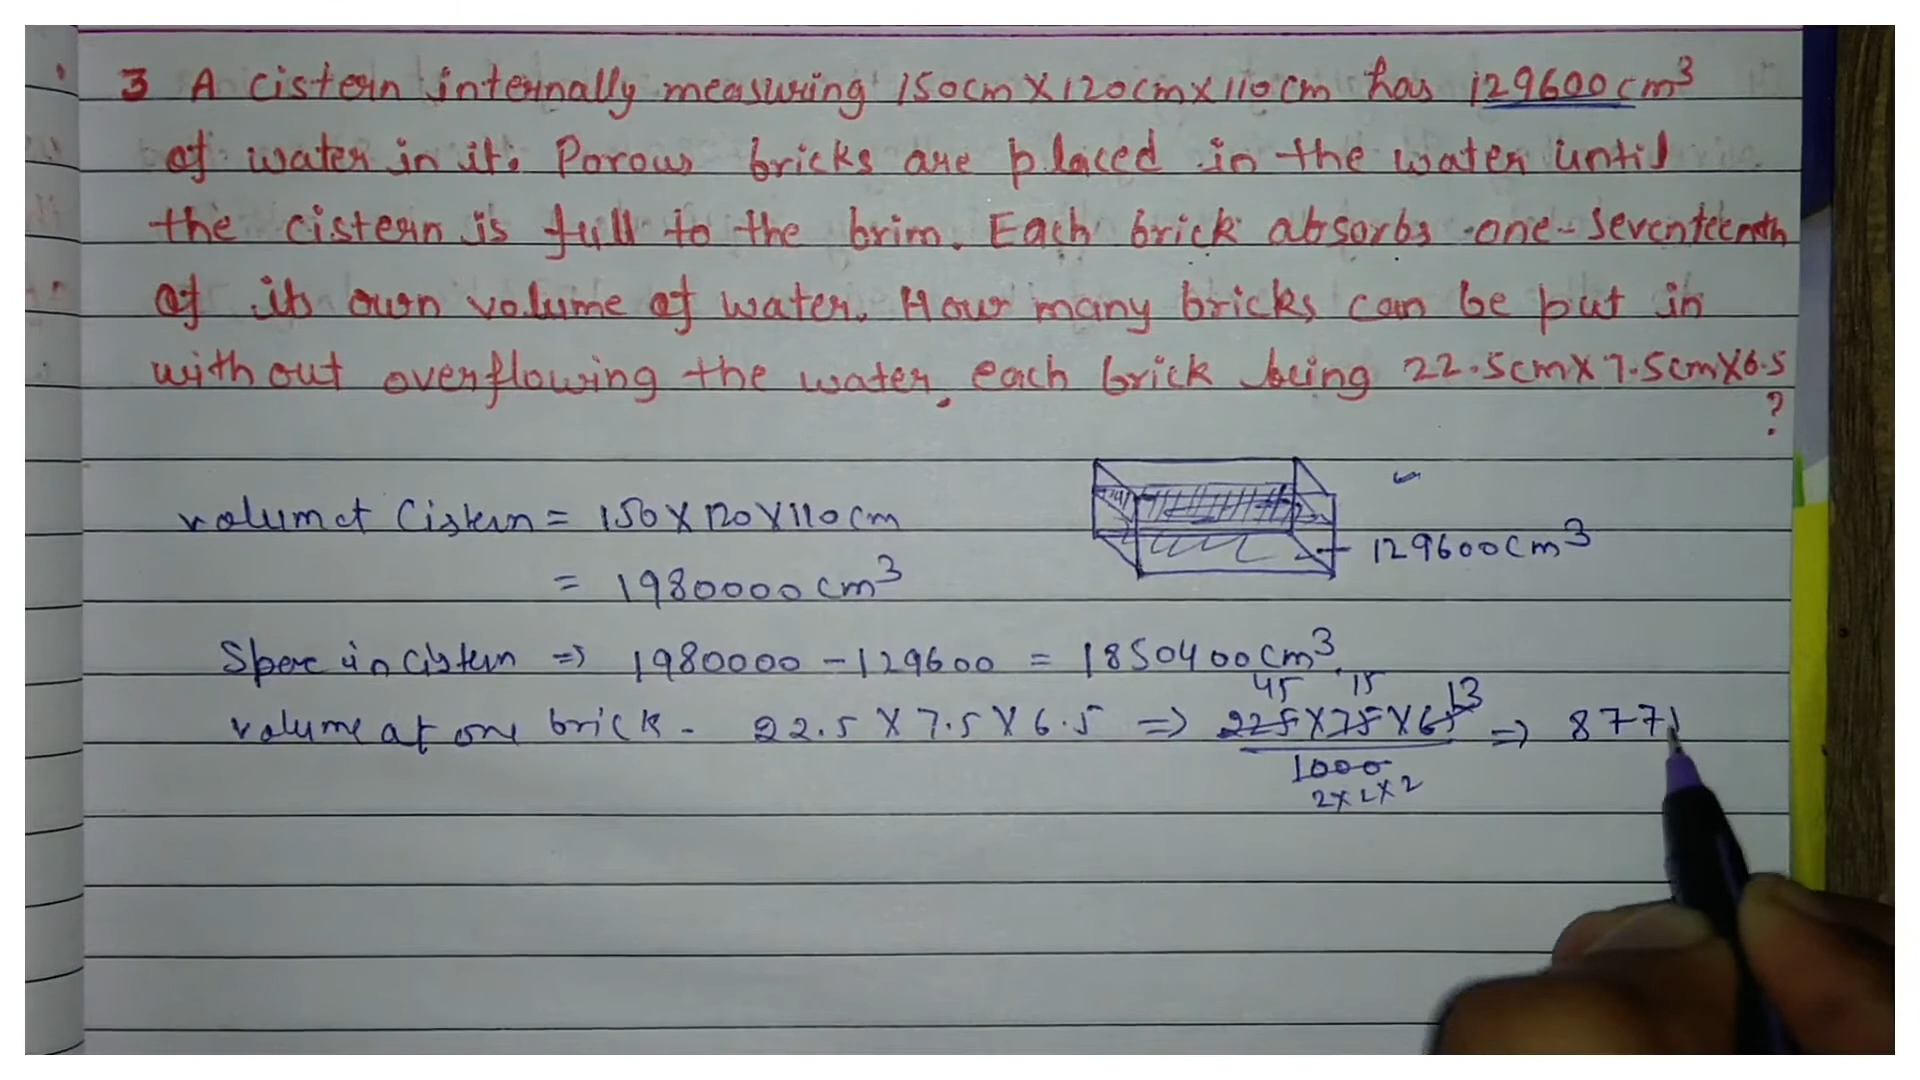 3 A cistern internally measuring 150cm X 120cm x 110cm has 129600cm³
of water in it. Porous bricks are placed in the water until
the cistern is full to the brim. Each brick absorbs one-seventeenth
of its own volume of water. How many bricks can be put in
without overflowing the water, each brick being 22.5cm X 7.5cm X 6.5
?
volum of Cistern = 150 X 120 X 110 cm
129600cm³
= 1980000 cm³
Space in cistern => 1980000 - 129600 = 1850400 cm³.
45 15 13
volume of one brick - 22.5 X 7.5 X 6.5 => 225 X 75 X 65 => 8771
1000
2x2x2